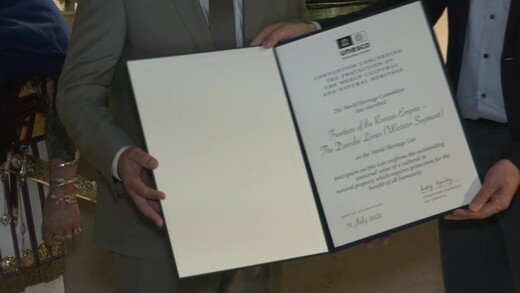 unesco
CONVENTION CONCERNING
THE PROTECTION OF
THE WORLD CULTURAL
AND NATURAL HERITAGE
The World Heritage Committee
has inscribed
Frontiers of the Roman Empire –
The Danube Limes (Western Segment)
on the World Heritage List
Inscription on this List confirms the outstanding
universal value of a cultural or
natural property which requires protection for the
benefit of all humanity
31 July 2021